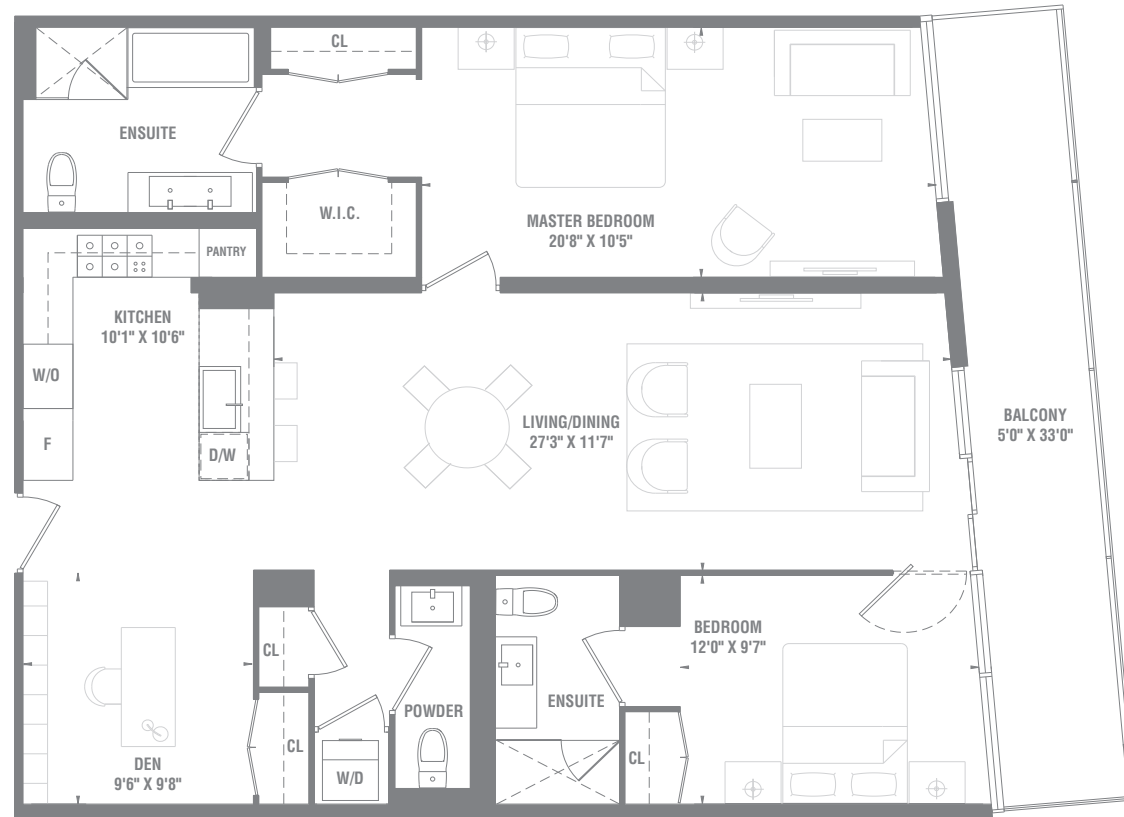 CL
ENSUITE
W.I.C.
MASTER BEDROOM
20'8" X 10'5"
PANTRY
KITCHEN
10'1" X 10'6"
W/O
F
D/W
LIVING/DINING
27'3" X 11'7"
BALCONY
5'0" X 33'0"
BEDROOM
12'0" X 9'7"
CL
ENSUITE
POWDER
CL
CL
DEN
9'6" X 9'8"
W/D